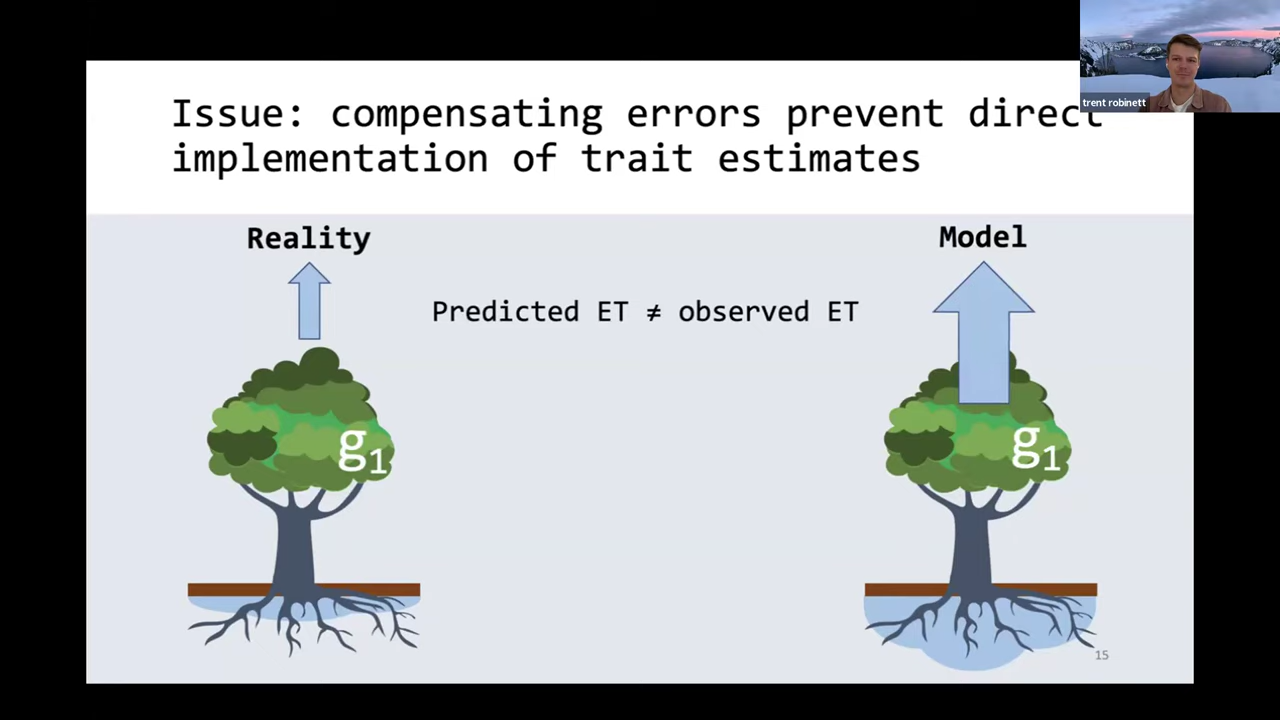 trent robinett
Issue: compensating errors prevent direct
implementation of trait estimates
Reality
Model
Predicted ET ≠ observed ET
g₁
g₁
15